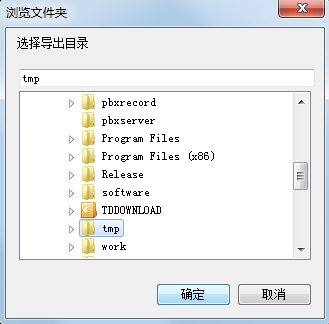 浏览文件夹
选择导出目录
tmp
pbxrecord
pbxserver
Program Files
Program Files (x86)
Release
software
TDDOWNLOAD
tmp
work
确定
取消